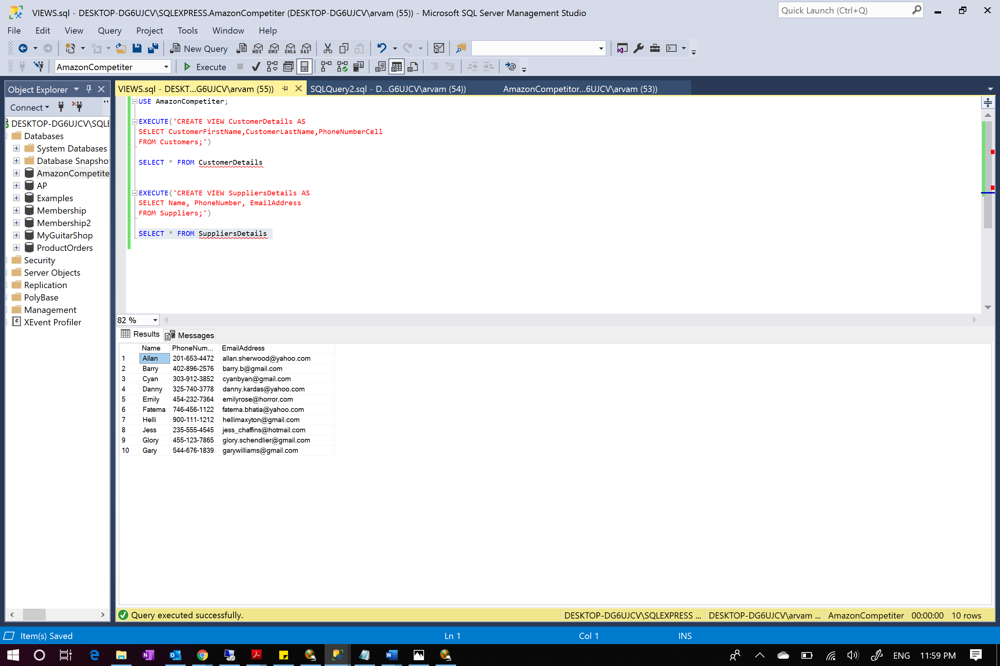 VIEWS.sql - DESKTOP-DG6UJCV\SQLEXPRESS.AmazonCompetiter (DESKTOP-DG6UJCV\arvam (55)) - Microsoft SQL Server Management Studio
Quick Launch (Ctrl+Q)
File Edit View Query Project Tools Window Help
New Query MDX DMX XMLA DAX
AmazonCompetiter Execute
Object Explorer
VIEWS.sql - DESKT...G6UJCV\arvam (55)) SQLQuery2.sql - D...G6UJCV\arvam (54)) AmazonCompetitor...6UJCV\arvam (53))
Connect
DESKTOP-DG6UJCV\SQLE
Databases
System Databases
Database Snapsho
AmazonCompetite
AP
Examples
Membership
Membership2
MyGuitarShop
ProductOrders
Security
Server Objects
Replication
PolyBase
Management
XEvent Profiler
USE AmazonCompetiter;
EXECUTE('CREATE VIEW CustomerDetails AS
SELECT CustomerFirstName,CustomerLastName,PhoneNumberCell
FROM Customers;')
SELECT * FROM CustomerDetails
EXECUTE('CREATE VIEW SuppliersDetails AS
SELECT Name, PhoneNumber, EmailAddress
FROM Suppliers;')
SELECT * FROM SuppliersDetails
82 %
Results Messages
Name PhoneNum... EmailAddress
1 Allan 201-653-4472 allan.sherwood@yahoo.com
2 Barry 402-896-2576 barry.b@gmail.com
3 Cyan 303-912-3852 cyanbyan@gmail.com
4 Danny 325-740-3778 danny.kardas@yahoo.com
5 Emily 454-232-7364 emilyrose@horror.com
6 Fatema 746-456-1122 fatema.bhatia@yahoo.com
7 Helli 900-111-1212 hellimaxyton@gmail.com
8 Jess 235-555-4545 jess_chaffins@hotmail.com
9 Glory 455-123-7865 glory.schendlier@gmail.com
10 Gary 544-676-1839 garywilliams@gmail.com
Query executed successfully. DESKTOP-DG6UJCV\SQLEXPRESS ... DESKTOP-DG6UJCV\arvam ... AmazonCompetiter 00:00:00 10 rows
Item(s) Saved Ln 1 Col 1 INS
ENG 11:59 PM